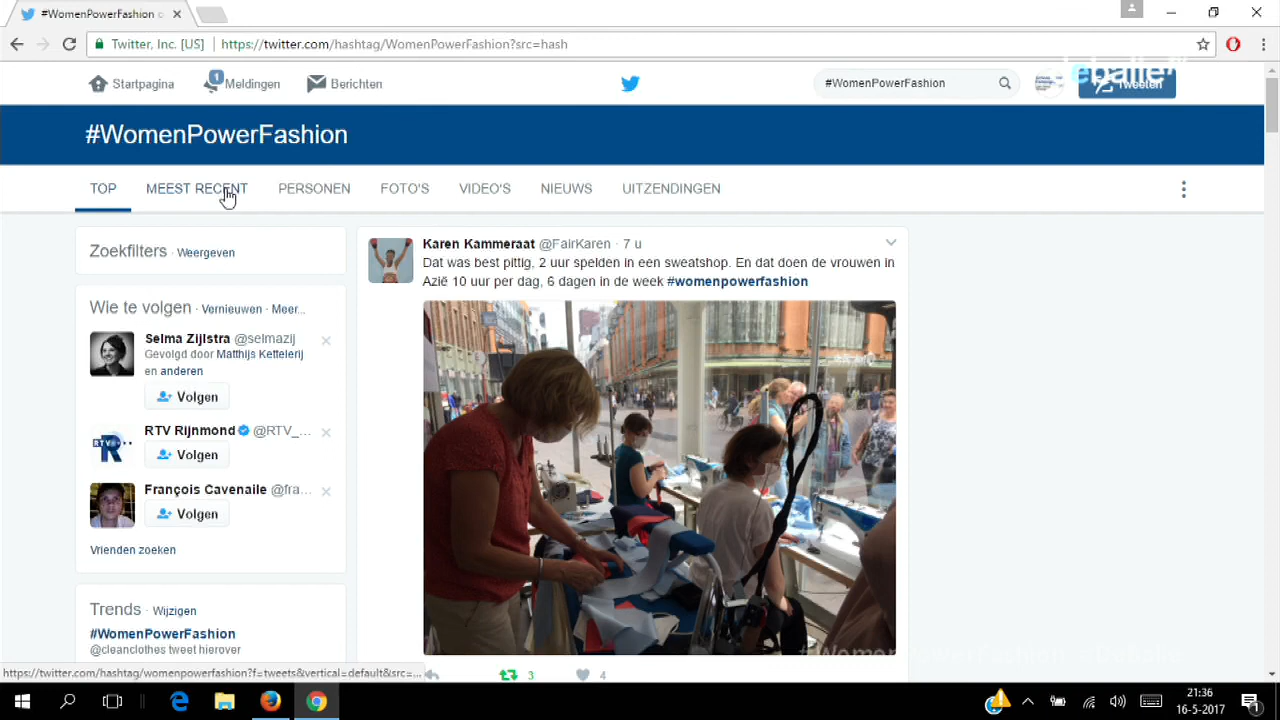 #WomenPowerFashion
Twitter, Inc. [US]
https://twitter.com/hashtag/WomenPowerFashion?src=hash
Startpagina
1
Meldingen
Berichten
#WomenPowerFashion
Tweeten
#WomenPowerFashion
TOP
MEEST RECENT
PERSONEN
FOTO'S
VIDEO'S
NIEUWS
UITZENDINGEN
Zoekfilters · Weergeven
Wie te volgen · Vernieuwen · Meer...
Selma Zijlstra @selmazij
Gevolgd door Matthijs Kettelerij
en anderen
Volgen
RTV Rijnmond @RTV_...
Volgen
François Cavenaile @fra...
Volgen
Vrienden zoeken
Trends · Wijzigen
#WomenPowerFashion
@cleanclothes tweet hierover
Karen Kammeraat @FairKaren · 7 u
Dat was best pittig, 2 uur spelden in een sweatshop. En dat doen de vrouwen in
Azië 10 uur per dag, 6 dagen in de week #womenpowerfashion
3
4
https://twitter.com/hashtag/womenpowerfashion?f=tweets&vertical=default&src=...
21:36
16-5-2017
1